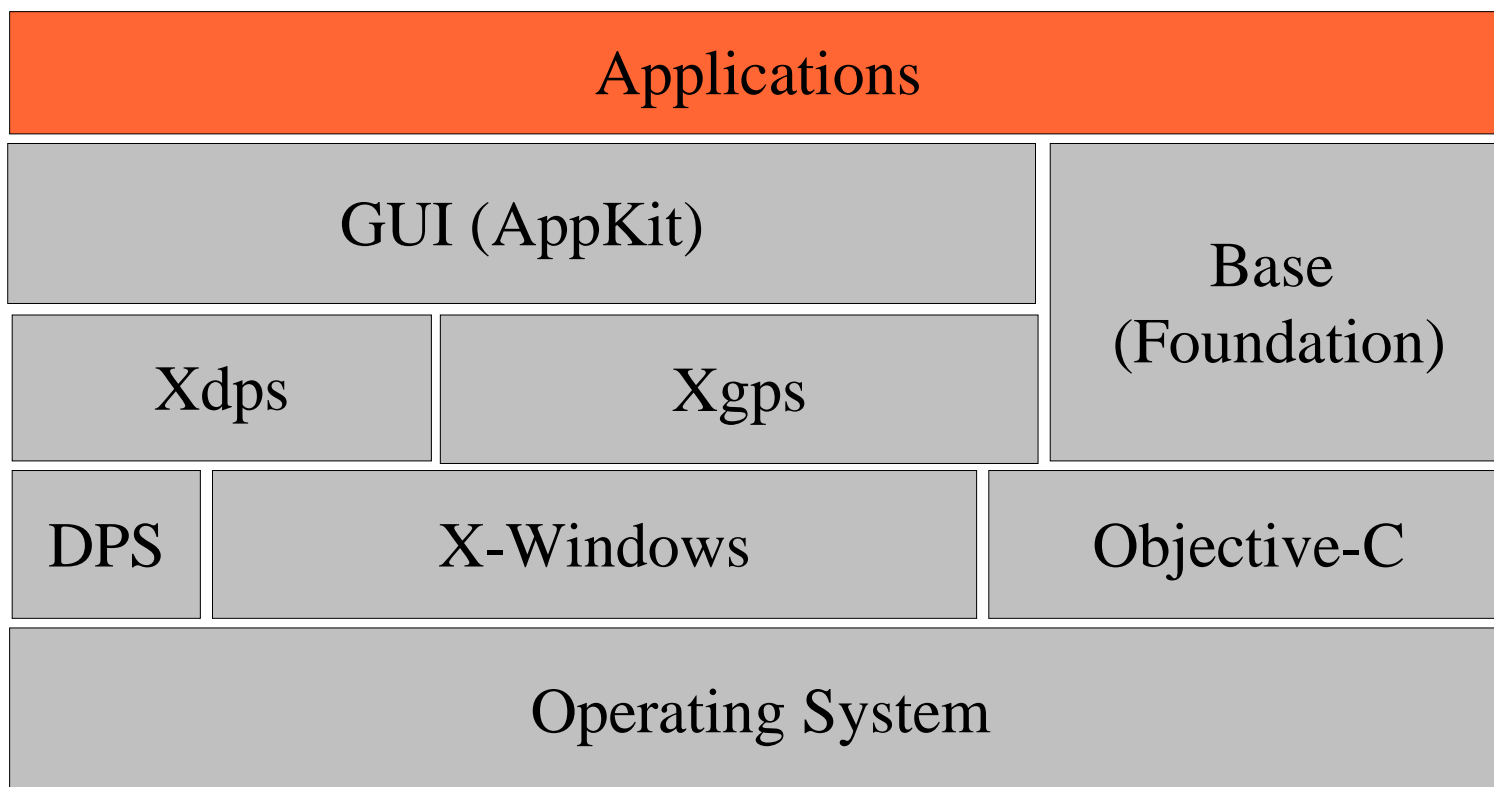 Applications
GUI (AppKit)
Base
(Foundation)
Xdps
Xgps
DPS
X-Windows
Objective-C
Operating System